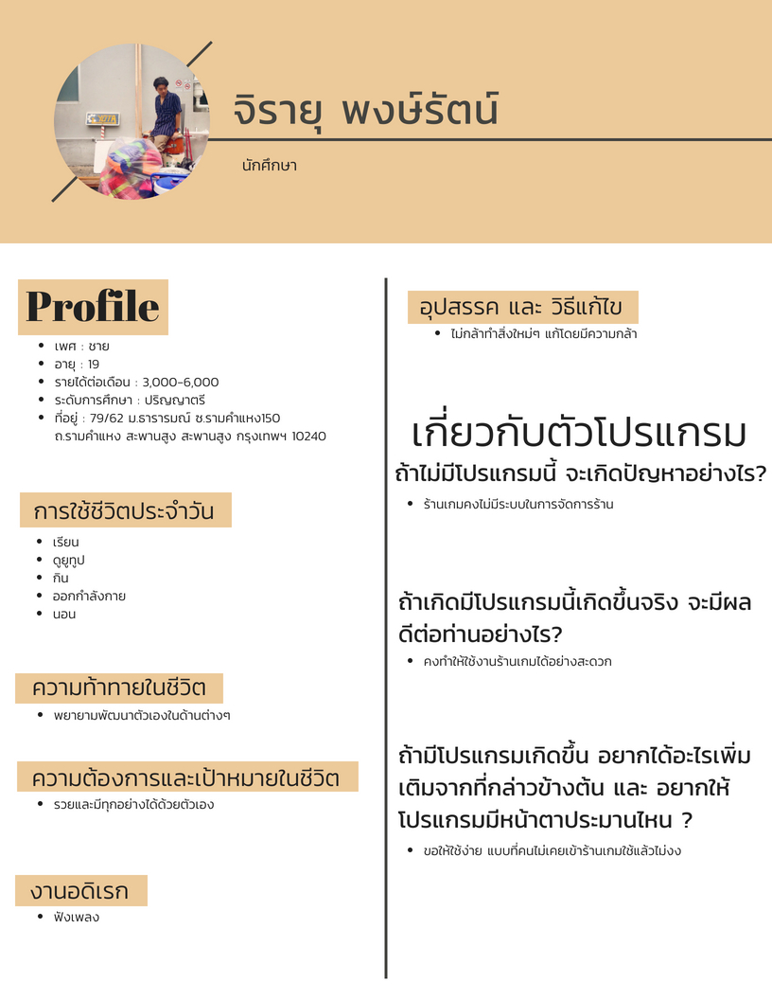 จิรายุ พงษ์รัตน์
นักศึกษา
Profile
เพศ : ชาย
อายุ : 19
รายได้ต่อเดือน : 3,000-6,000
ระดับการศึกษา : ปริญญาตรี
ที่อยู่ : 79/62 ม.ธารารมณ์ ซ.รามคำแหง150
ถ.รามคำแหง สะพานสูง สะพานสูง กรุงเทพฯ 10240
การใช้ชีวิตประจำวัน
เรียน
ดูยูทูป
กิน
ออกกำลังกาย
นอน
ความท้าทายในชีวิต
พยายามพัฒนาตัวเองในด้านต่างๆ
ความต้องการและเป้าหมายในชีวิต
รวยและมีทุกอย่างได้ด้วยตัวเอง
งานอดิเรก
ฟังเพลง
อุปสรรค และ วิธีแก้ไข
ไม่กล้าทำสิ่งใหม่ๆ แก้โดยมีความกล้า
เกี่ยวกับตัวโปรแกรม
ถ้าไม่มีโปรแกรมนี้ จะเกิดปัญหาอย่างไร?
ร้านเกมคงไม่มีระบบในการจัดการร้าน
ถ้าเกิดมีโปรแกรมนี้เกิดขึ้นจริง จะมีผล
ดีต่อท่านอย่างไร?
คงทำให้ใช้งานร้านเกมได้อย่างสะดวก
ถ้ามีโปรแกรมเกิดขึ้น อยากได้อะไรเพิ่ม
เติมจากที่กล่าวข้างต้น และ อยากให้
โปรแกรมมีหน้าตาประมานไหน ?
ขอให้ใช้ง่าย แบบที่คนไม่เคยเข้าร้านเกมใช้แล้วไม่งง